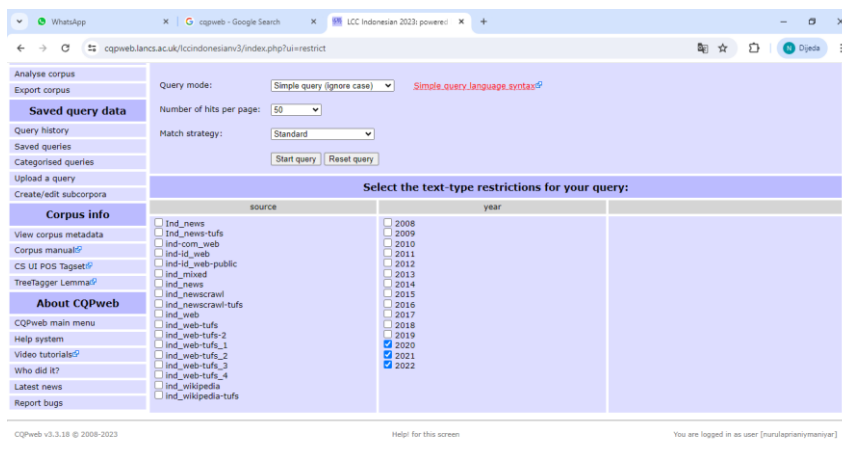 WhatsApp
cqpweb - Google Search
LCC Indonesian 2023: powered
cqpweb.lancs.ac.uk/lccindonesianv3/index.php?ui=restrict
N Dijeda
Analyse corpus
Export corpus
Saved query data
Query history
Saved queries
Categorised queries
Upload a query
Create/edit subcorpora
Corpus info
View corpus metadata
Corpus manual
CS UI POS Tagset
TreeTagger Lemma
About CQPweb
CQPweb main menu
Help system
Video tutorials
Who did it?
Latest news
Report bugs
Query mode: Simple query (ignore case) Simple query language syntax
Number of hits per page: 50
Match strategy: Standard
Start query Reset query
Select the text-type restrictions for your query:
source
Ind_news
Ind_news-tufs
ind-com_web
ind-id_web
ind-id_web-public
ind_mixed
ind_news
ind_newscrawl
ind_newscrawl-tufs
ind_web
ind_web-tufs
ind_web-tufs-2
ind_web-tufs_1
ind_web-tufs_2
ind_web-tufs_3
ind_web-tufs_4
ind_wikipedia
ind_wikipedia-tufs
year
2008
2009
2010
2011
2012
2013
2014
2015
2016
2017
2018
2019
2020
2021
2022
CQPweb v3.3.18 © 2008-2023
Help! for this screen
You are logged in as user [nurulaprianiymaniyar]